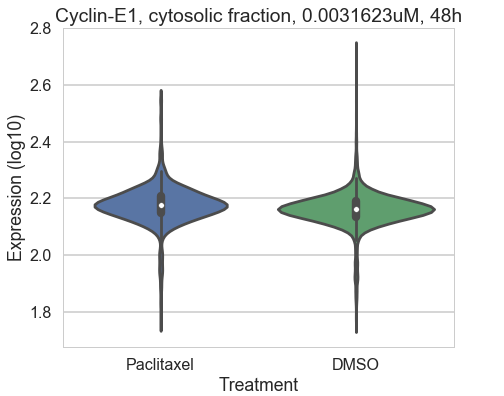 Cyclin-E1, cytosolic fraction, 0.0031623uM, 48h
Expression (log10)
2.8
2.6
2.4
2.2
2.0
1.8
Paclitaxel
DMSO
Treatment